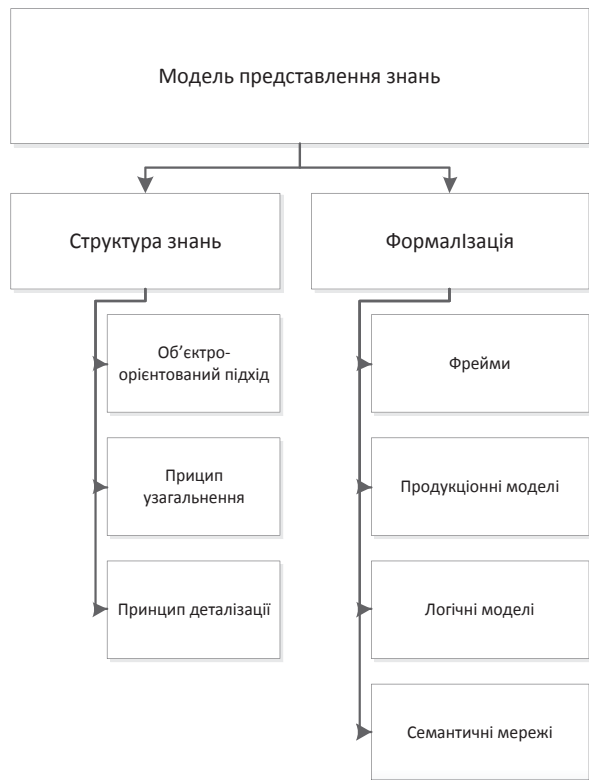 Модель представлення знань
Структура знань
ФормалІзація
Об’єктро-
орієнтований підхід
Прицип
узагальнення
Принцип деталізації
Фрейми
Продукціонні моделі
Логічні моделі
Семантичні мережі